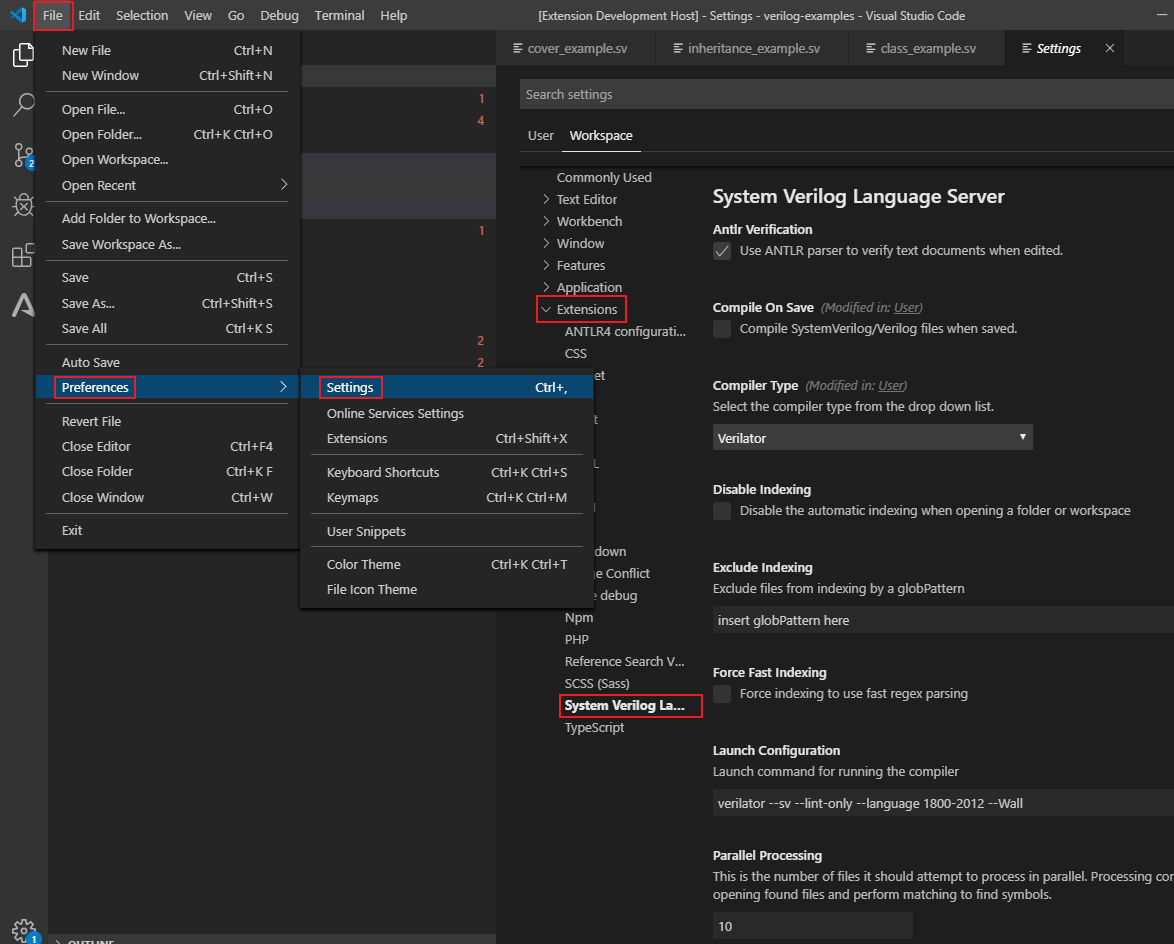 File Edit Selection View Go Debug Terminal Help [Extension Development Host] - Settings - verilog-examples - Visual Studio Code
New File Ctrl+N
New Window Ctrl+Shift+N
Open File... Ctrl+O
Open Folder... Ctrl+K Ctrl+O
Open Workspace...
Open Recent
Add Folder to Workspace...
Save Workspace As...
Save Ctrl+S
Save As... Ctrl+Shift+S
Save All Ctrl+K S
Auto Save
Preferences
Revert File
Close Editor Ctrl+F4
Close Folder Ctrl+K F
Close Window Ctrl+W
Exit
Settings Ctrl+,
Online Services Settings
Extensions Ctrl+Shift+X
Keyboard Shortcuts Ctrl+K Ctrl+S
Keymaps Ctrl+K Ctrl+M
User Snippets
Color Theme Ctrl+K Ctrl+T
File Icon Theme
2
1
1
4
1
2
2
OUTLINE
cover_example.sv inheritance_example.sv class_example.sv Settings
Search settings
User Workspace
Commonly Used
Text Editor
Workbench
Window
Features
Application
Extensions
ANTLR4 configurati...
CSS
et
t
L
down
e Conflict
e debug
Npm
PHP
Reference Search V...
SCSS (Sass)
System Verilog La...
TypeScript
System Verilog Language Server
Antlr Verification
Use ANTLR parser to verify text documents when edited.
Compile On Save (Modified in: User)
Compile SystemVerilog/Verilog files when saved.
Compiler Type (Modified in: User)
Select the compiler type from the drop down list.
Verilator
Disable Indexing
Disable the automatic indexing when opening a folder or workspace
Exclude Indexing
Exclude files from indexing by a globPattern
insert globPattern here
Force Fast Indexing
Force indexing to use fast regex parsing
Launch Configuration
Launch command for running the compiler
verilator --sv --lint-only --language 1800-2012 --Wall
Parallel Processing
This is the number of files it should attempt to process in parallel. Processing cor
opening found files and perform matching to find symbols.
10